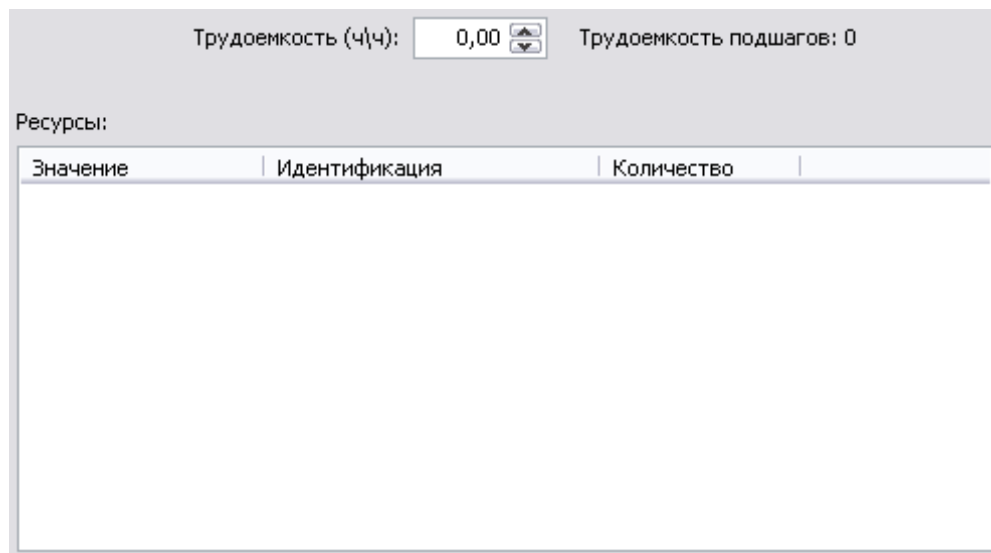 Трудоемкость (ч\ч): 0,00 Трудоемкость подшагов: 0
Ресурсы:
Значение Идентификация Количество